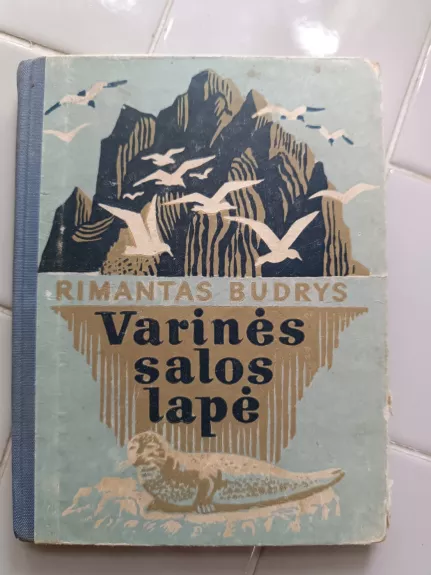 RIMANTAS BUDRYS
Varinės
salos
lapė